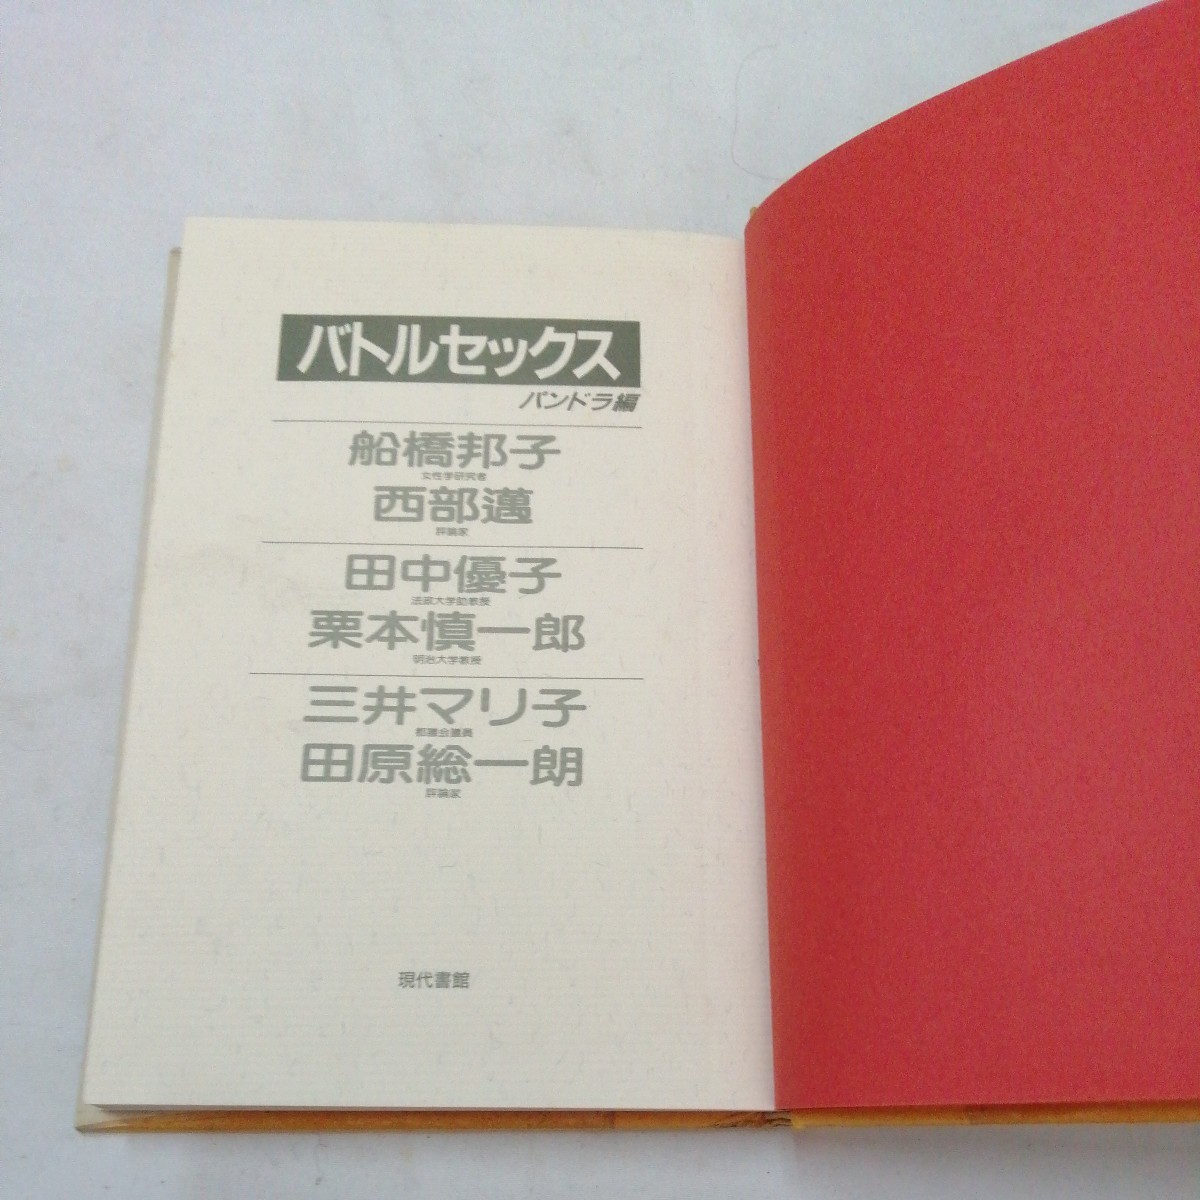 バトルセックス
パンドラ編
船橋邦子
女性学研究者
西部邁
評論家
田中優子
法政大学助教授
栗本慎一郎
明治大学教授
三井マリ子
都議会議員
田原総一朗
評論家
現代書館